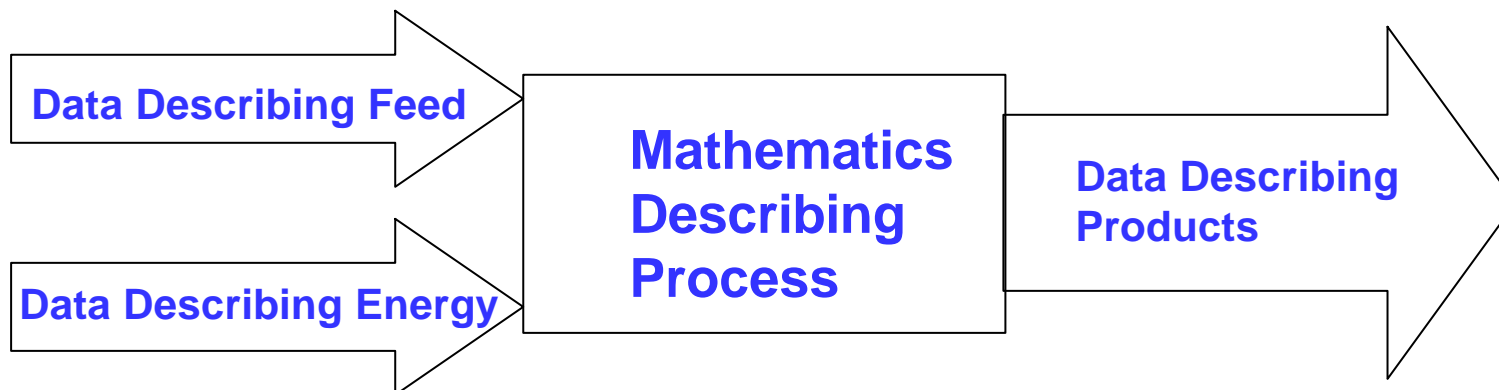 Data Describing Feed
Data Describing Energy
Mathematics
Describing
Process
Data Describing
Products